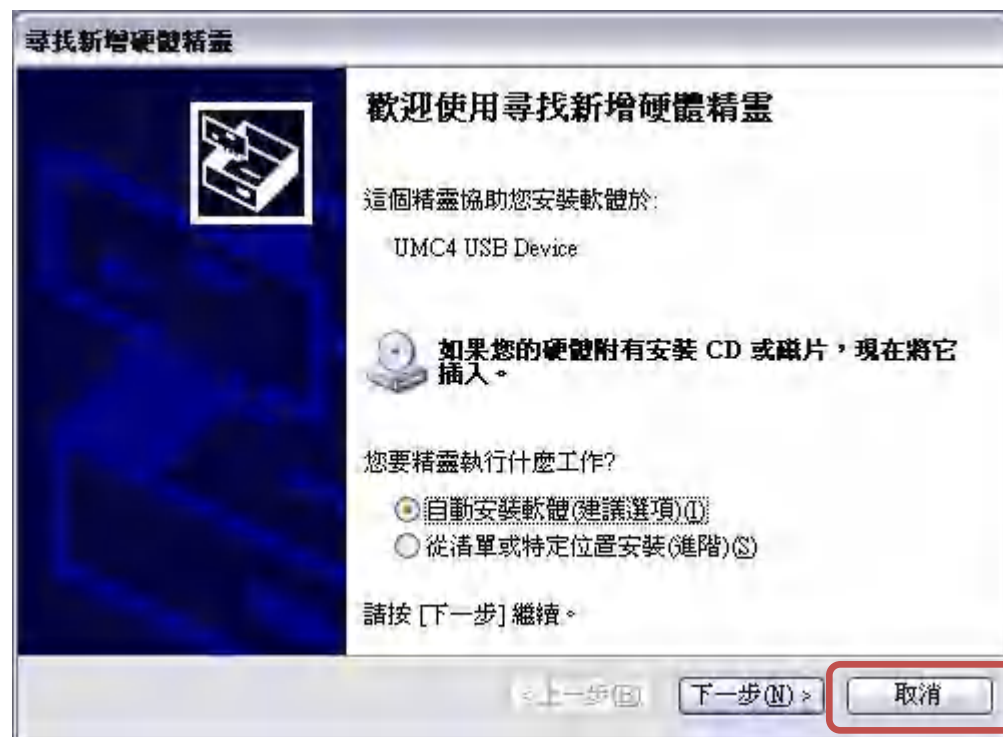 尋找新增硬體精靈
歡迎使用尋找新增硬體精靈
這個精靈協助您安裝軟體於:
UMC4 USB Device
如果您的硬體附有安裝 CD 或磁片，現在將它
插入。
您要精靈執行什麼工作?
自動安裝軟體(建議選項)(I)
從清單或特定位置安裝(進階)(S)
請按 [下一步] 繼續。
< 上一步(B) 下一步(N) > 取消